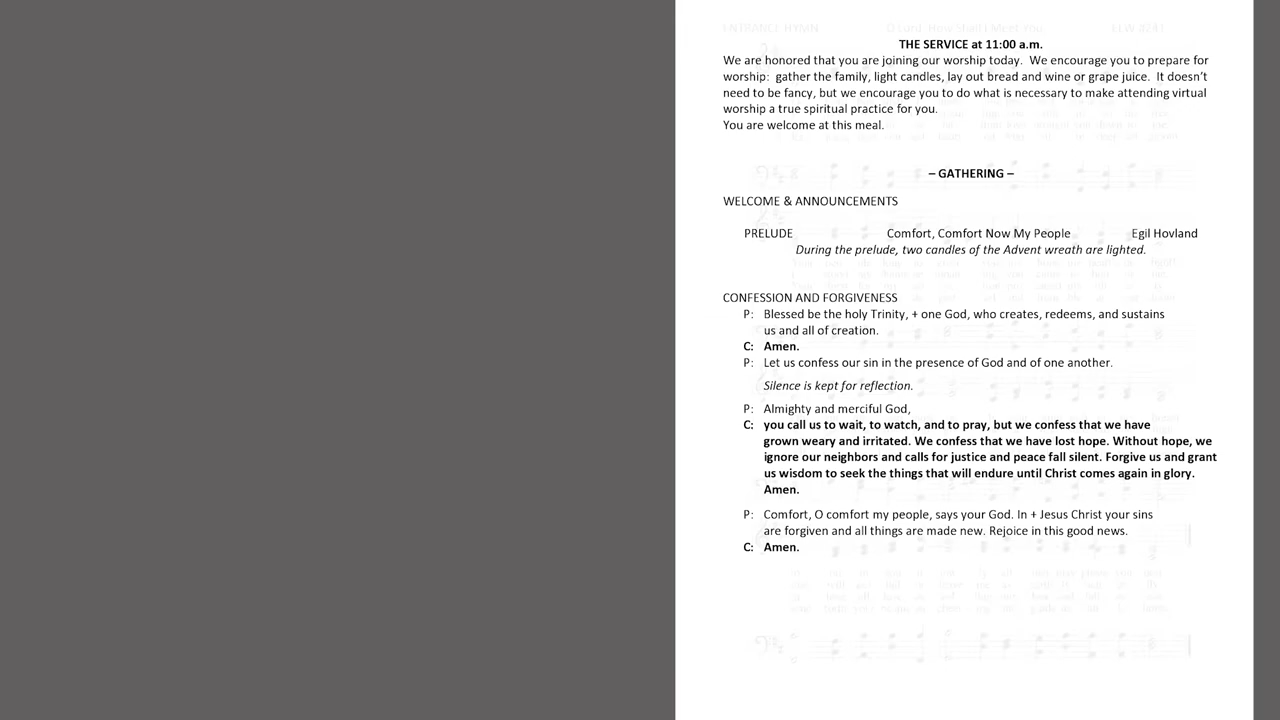 ENTRANCE HYMN O Lord, How Shall I Meet You ELW #241
THE SERVICE at 11:00 a.m.
We are honored that you are joining our worship today. We encourage you to prepare for
worship: gather the family, light candles, lay out bread and wine or grape juice. It doesn't
need to be fancy, but we encourage you to do what is necessary to make attending virtual
worship a true spiritual practice for you.
You are welcome at this meal.
– GATHERING –
WELCOME & ANNOUNCEMENTS
PRELUDE Comfort, Comfort Now My People Egil Hovland
During the prelude, two candles of the Advent wreath are lighted.
CONFESSION AND FORGIVENESS
P: Blessed be the holy Trinity, + one God, who creates, redeems, and sustains
us and all of creation.
C: Amen.
P: Let us confess our sin in the presence of God and of one another.
Silence is kept for reflection.
P: Almighty and merciful God,
C: you call us to wait, to watch, and to pray, but we confess that we have
grown weary and irritated. We confess that we have lost hope. Without hope, we
ignore our neighbors and calls for justice and peace fall silent. Forgive us and grant
us wisdom to seek the things that will endure until Christ comes again in glory.
Amen.
P: Comfort, O comfort my people, says your God. In + Jesus Christ your sins
are forgiven and all things are made new. Rejoice in this good news.
C: Amen.